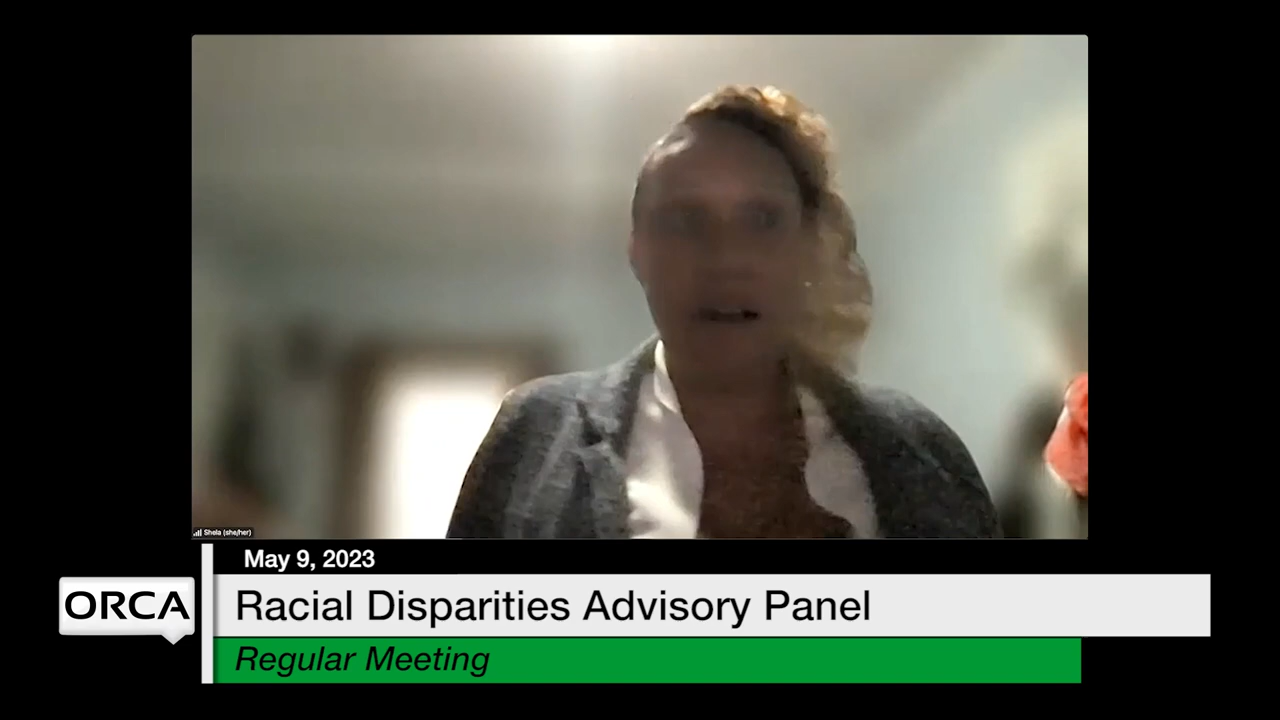 Shela (she/her)
May 9, 2023
ORCA
Racial Disparities Advisory Panel
Regular Meeting